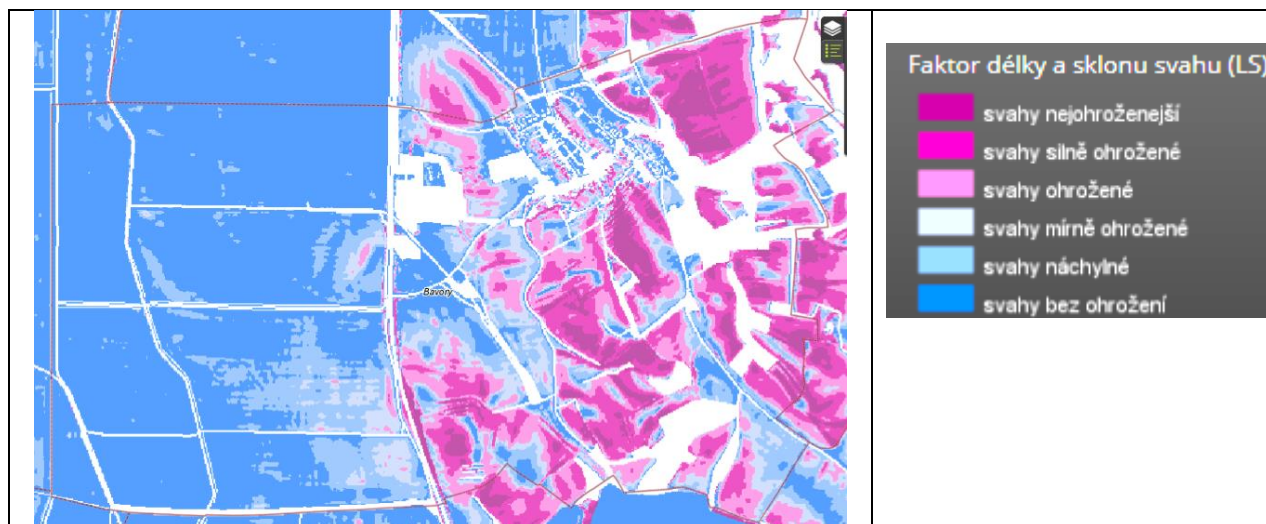 Bavory
Faktor délky a sklonu svahu (LS)
svahy nejohroženejší
svahy silně ohrožené
svahy ohrožené
svahy mírně ohrožené
svahy náchylné
svahy bez ohrožení